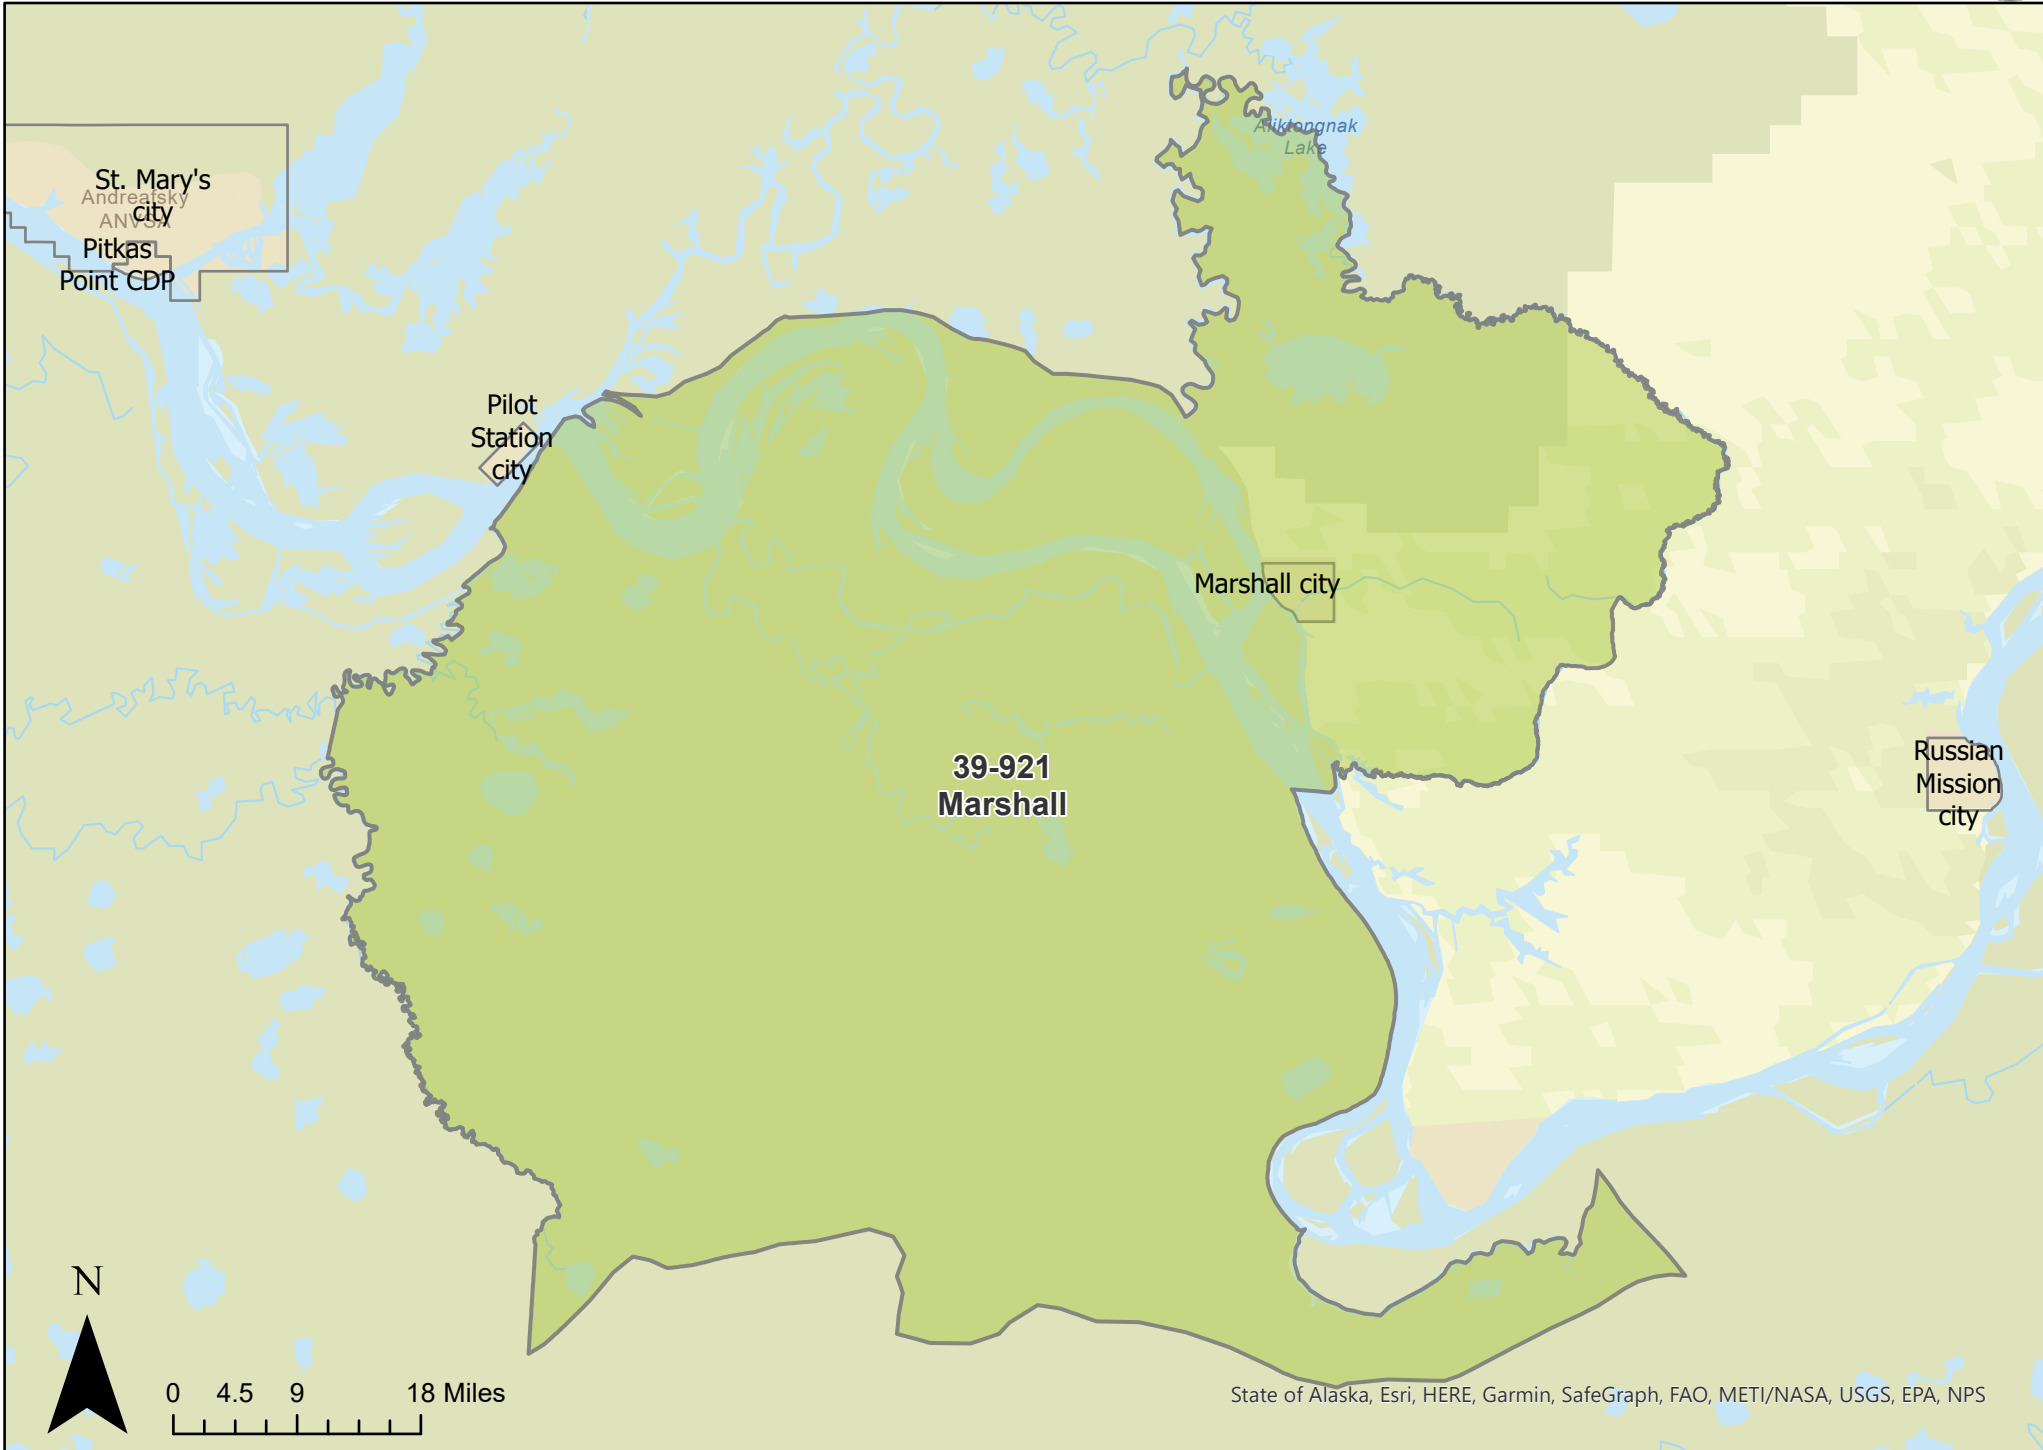 Aliktongnak
Lake
St. Mary's
city
Andreafsky
ANVSA
Pitkas
Point CDP
Pilot
Station
city
Marshall city
39-921
Marshall
Russian
Mission
city
N
0 4.5 9 18 Miles
State of Alaska, Esri, HERE, Garmin, SafeGraph, FAO, METI/NASA, USGS, EPA, NPS